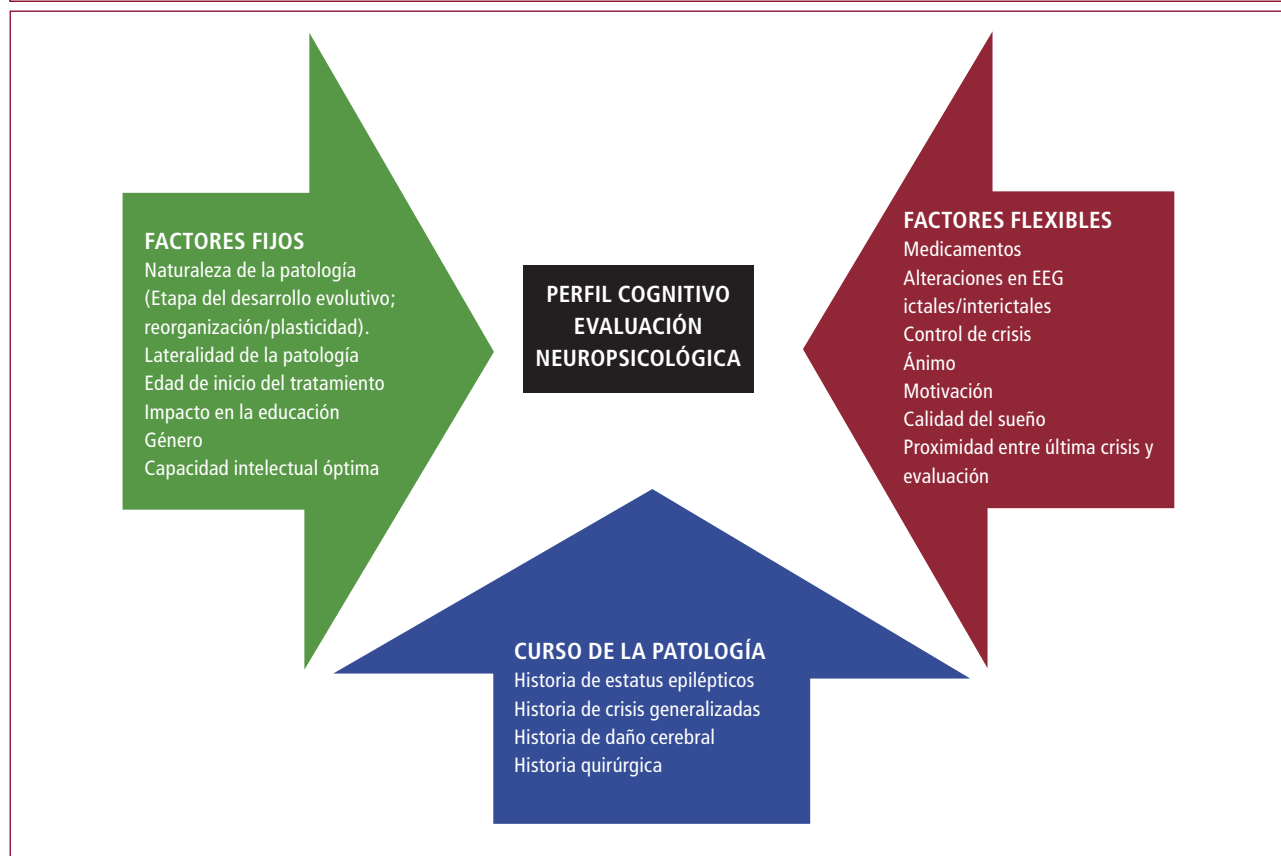 FACTORES FIJOS
Naturaleza de la patología
(Etapa del desarrollo evolutivo;
reorganización/plasticidad).
Lateralidad de la patología
Edad de inicio del tratamiento
Impacto en la educación
Género
Capacidad intelectual óptima
PERFIL COGNITIVO
EVALUACIÓN
NEUROPSICOLÓGICA
FACTORES FLEXIBLES
Medicamentos
Alteraciones en EEG
ictales/interictales
Control de crisis
Ánimo
Motivación
Calidad del sueño
Proximidad entre última crisis y
evaluación
CURSO DE LA PATOLOGÍA
Historia de estatus epilépticos
Historia de crisis generalizadas
Historia de daño cerebral
Historia quirúrgica